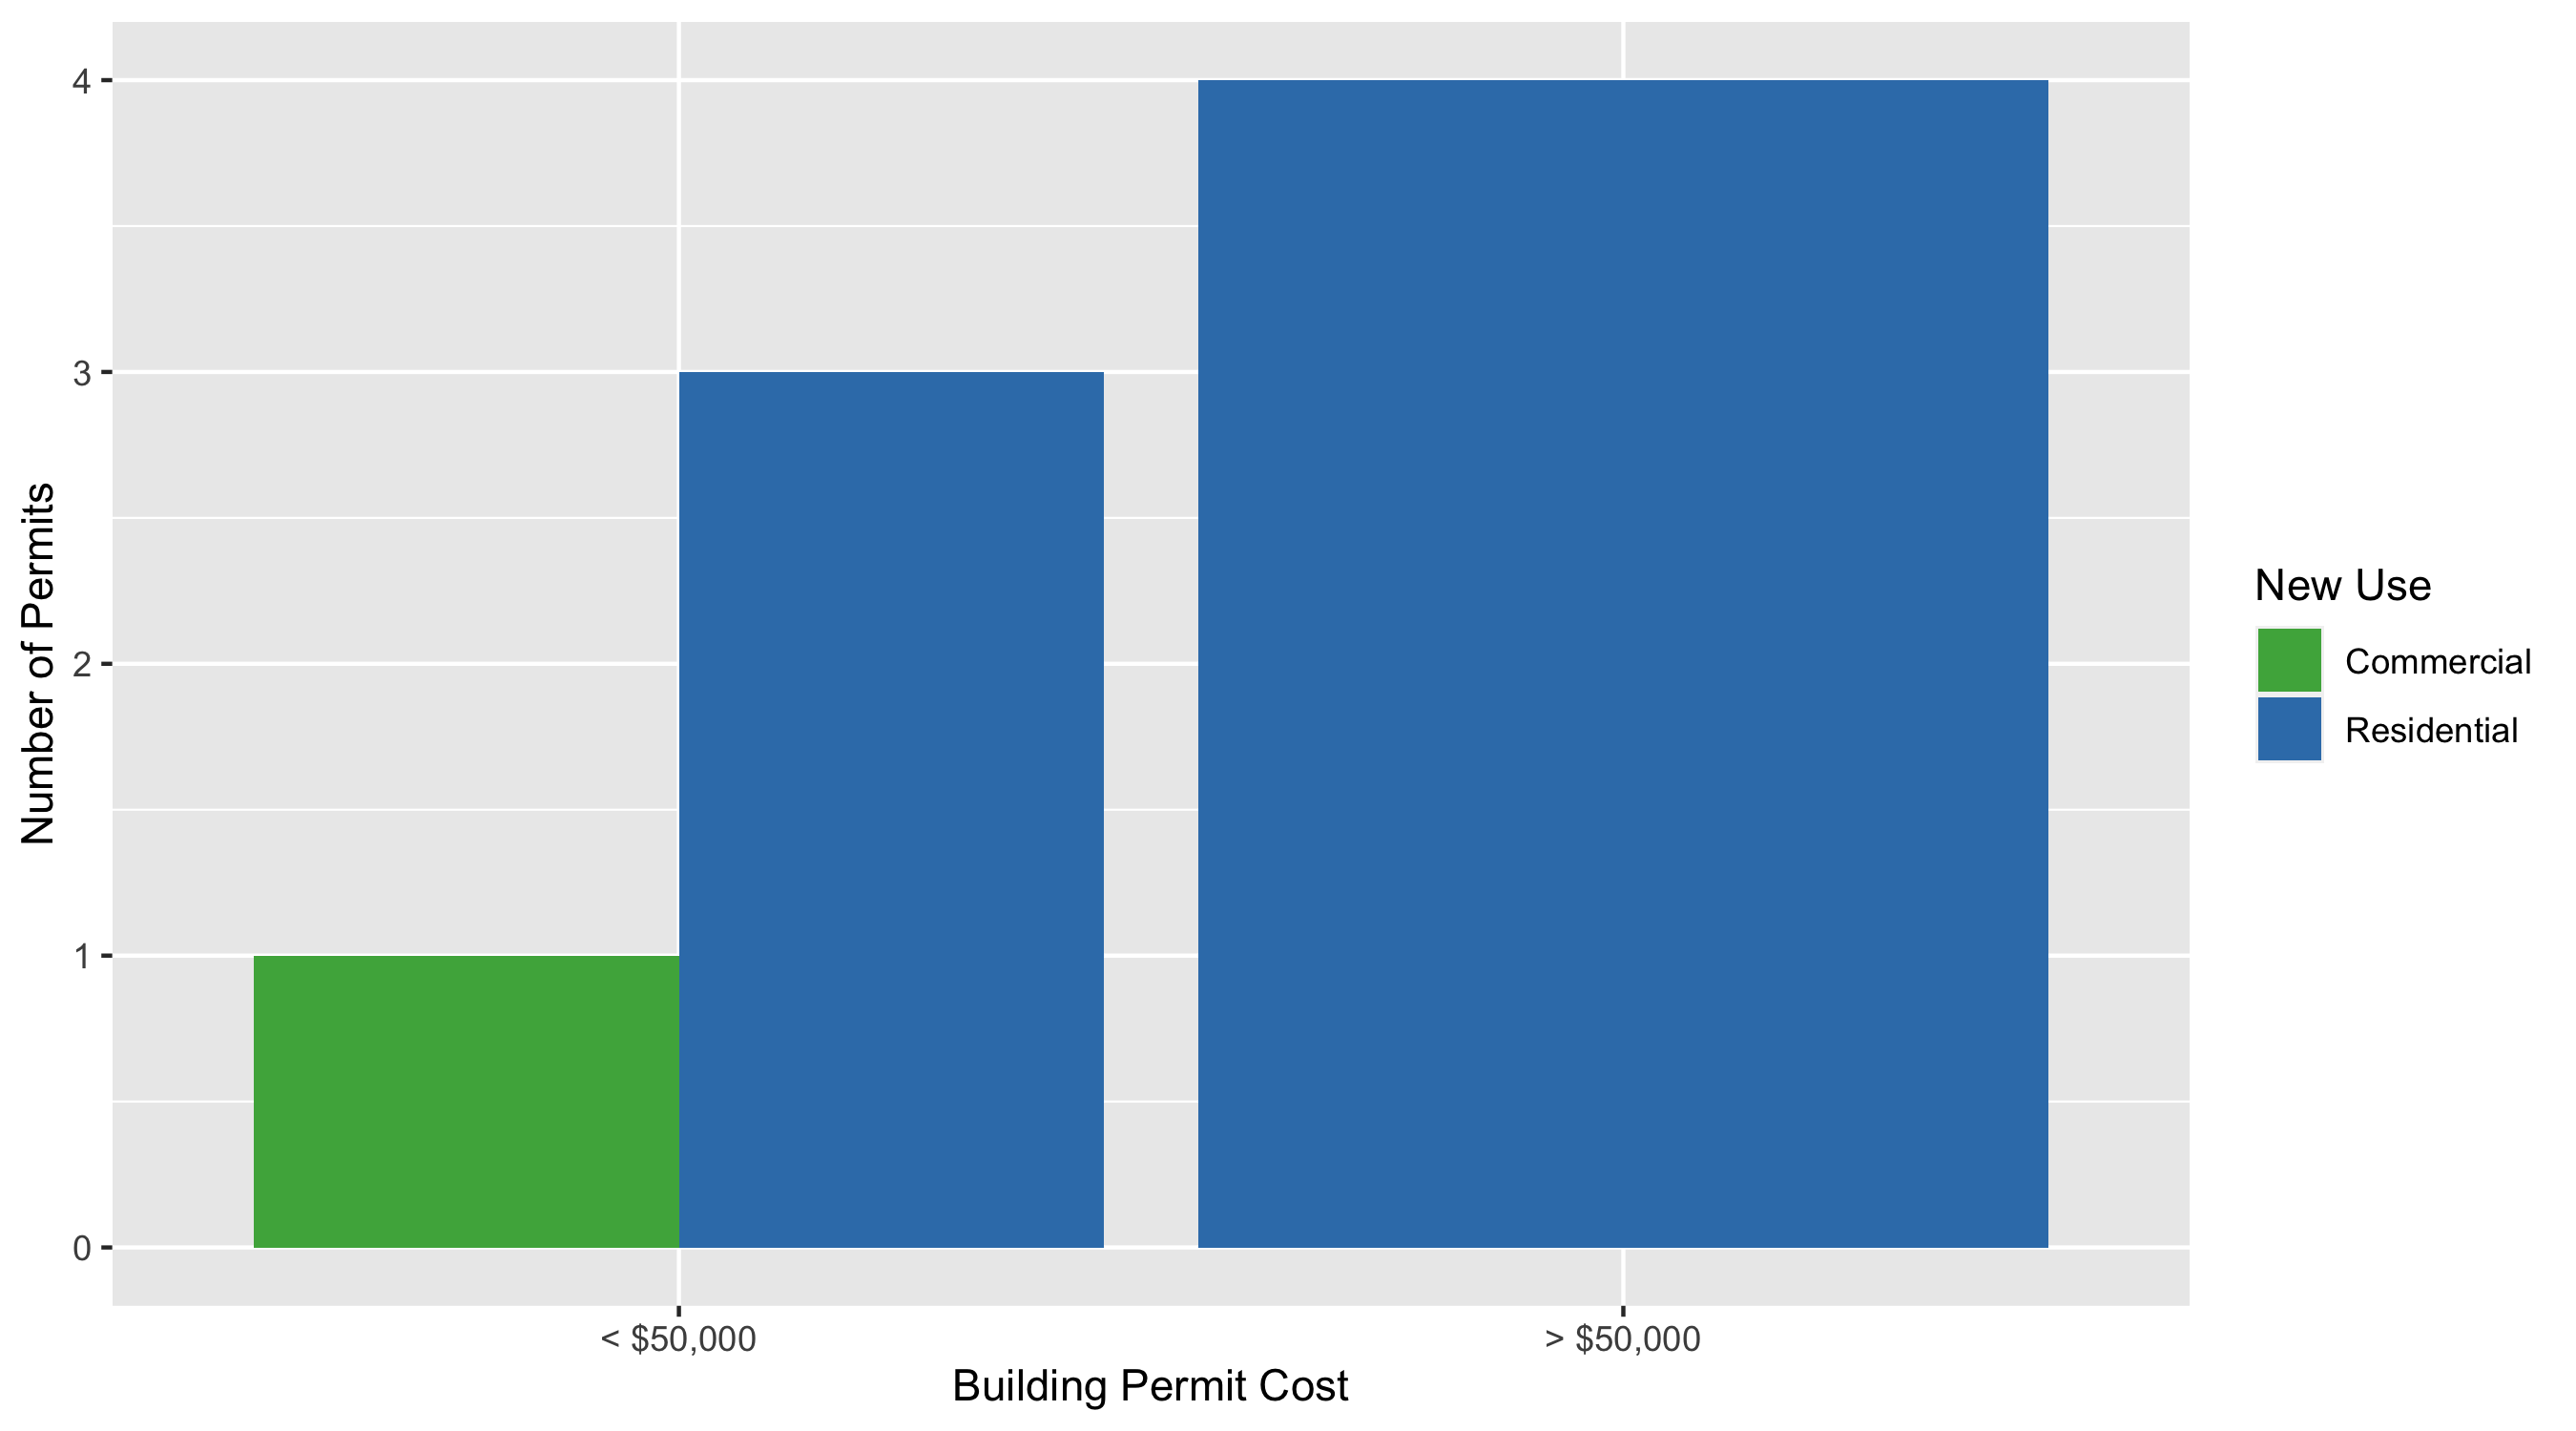 4
3
2
1
0
Number of Permits
< $50,000
> $50,000
Building Permit Cost
New Use
Commercial
Residential